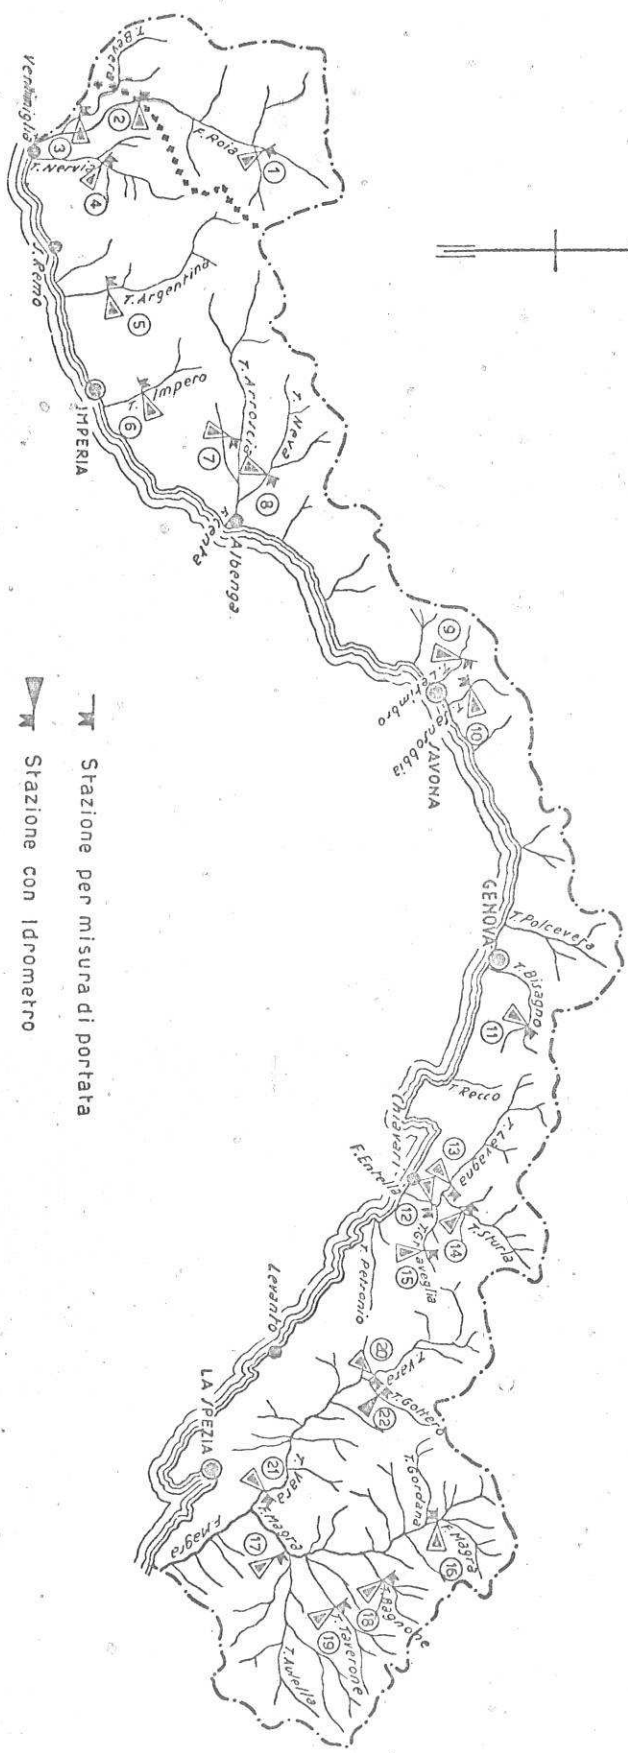 T. Bevera
Ventimiglia
F. Roia
1
2
3
T. Nervia
4
S. Remo
T. Argentina
5
IMPERIA
T. Impero
6
T. Arroscia
T. Neva
7
8
Albenga
F. Centa
9
T. Letimbro
10
T. Sansobbia
SAVONA
GENOVA
T. Polcevera
T. Bisagno
11
T. Recco
Chiavari
F. Entella
T. Lavagna
13
12
T. Sturla
14
T. Graveglia
15
T. Petronio
Levanto
LA SPEZIA
20
T. Vara
T. Gottero
22
21
T. Vara
F. Magra
F. Magra
T. Gordana
F. Magra
16
17
T. Bagnone
18
T. Taverone
19
T. Aulella
Stazione per misura di portata
Stazione con Idrometro